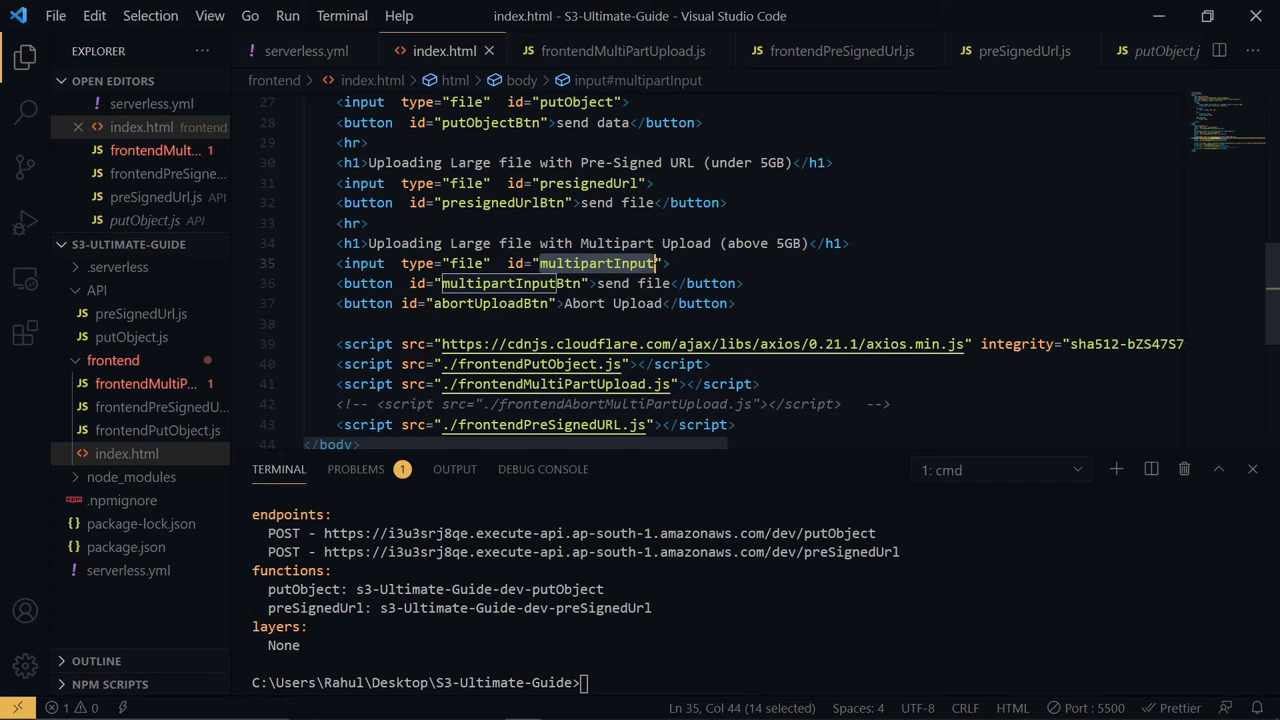 File Edit Selection View Go Run Terminal Help index.html - S3-Ultimate-Guide - Visual Studio Code
EXPLORER
OPEN EDITORS
serverless.yml
index.html frontend
frontendMult... 1
frontendPreSigne...
preSignedUrl.js API
putObject.js API
S3-ULTIMATE-GUIDE
.serverless
API
preSignedUrl.js
putObject.js
frontend
frontendMultiP... 1
frontendPreSignedU...
frontendPutObject.js
index.html
node_modules
.npmignore
package-lock.json
package.json
serverless.yml
OUTLINE
NPM SCRIPTS
serverless.yml index.html frontendMultiPartUpload.js frontendPreSignedUrl.js preSignedUrl.js putObject.j
frontend > index.html > html > body > input#multipartInput
27 <input type="file" id="putObject">
28 <button id="putObjectBtn">send data</button>
29 <hr>
30 <h1>Uploading Large file with Pre-Signed URL (under 5GB)</h1>
31 <input type="file" id="presignedUrl">
32 <button id="presignedUrlBtn">send file</button>
33 <hr>
34 <h1>Uploading Large file with Multipart Upload (above 5GB)</h1>
35 <input type="file" id="multipartInput">
36 <button id="multipartInputBtn">send file</button>
37 <button id="abortUploadBtn">Abort Upload</button>
38
39 <script src="https://cdnjs.cloudflare.com/ajax/libs/axios/0.21.1/axios.min.js" integrity="sha512-bZS47S7
40 <script src="./frontendPutObject.js"></script>
41 <script src="./frontendMultiPartUpload.js"></script>
42 <!-- <script src="./frontendAbortMultiPartUpload.js"></script> -->
43 <script src="./frontendPreSignedURL.js"></script>
44 </body>
TERMINAL PROBLEMS 1 OUTPUT DEBUG CONSOLE 1: cmd
endpoints:
POST - https://i3u3srj8qe.execute-api.ap-south-1.amazonaws.com/dev/putObject
POST - https://i3u3srj8qe.execute-api.ap-south-1.amazonaws.com/dev/preSignedUrl
functions:
putObject: s3-Ultimate-Guide-dev-putObject
preSignedUrl: s3-Ultimate-Guide-dev-preSignedUrl
layers:
None
C:\Users\Rahul\Desktop\S3-Ultimate-Guide>
1 0 Ln 35, Col 44 (14 selected) Spaces: 4 UTF-8 CRLF HTML Port : 5500 Prettier